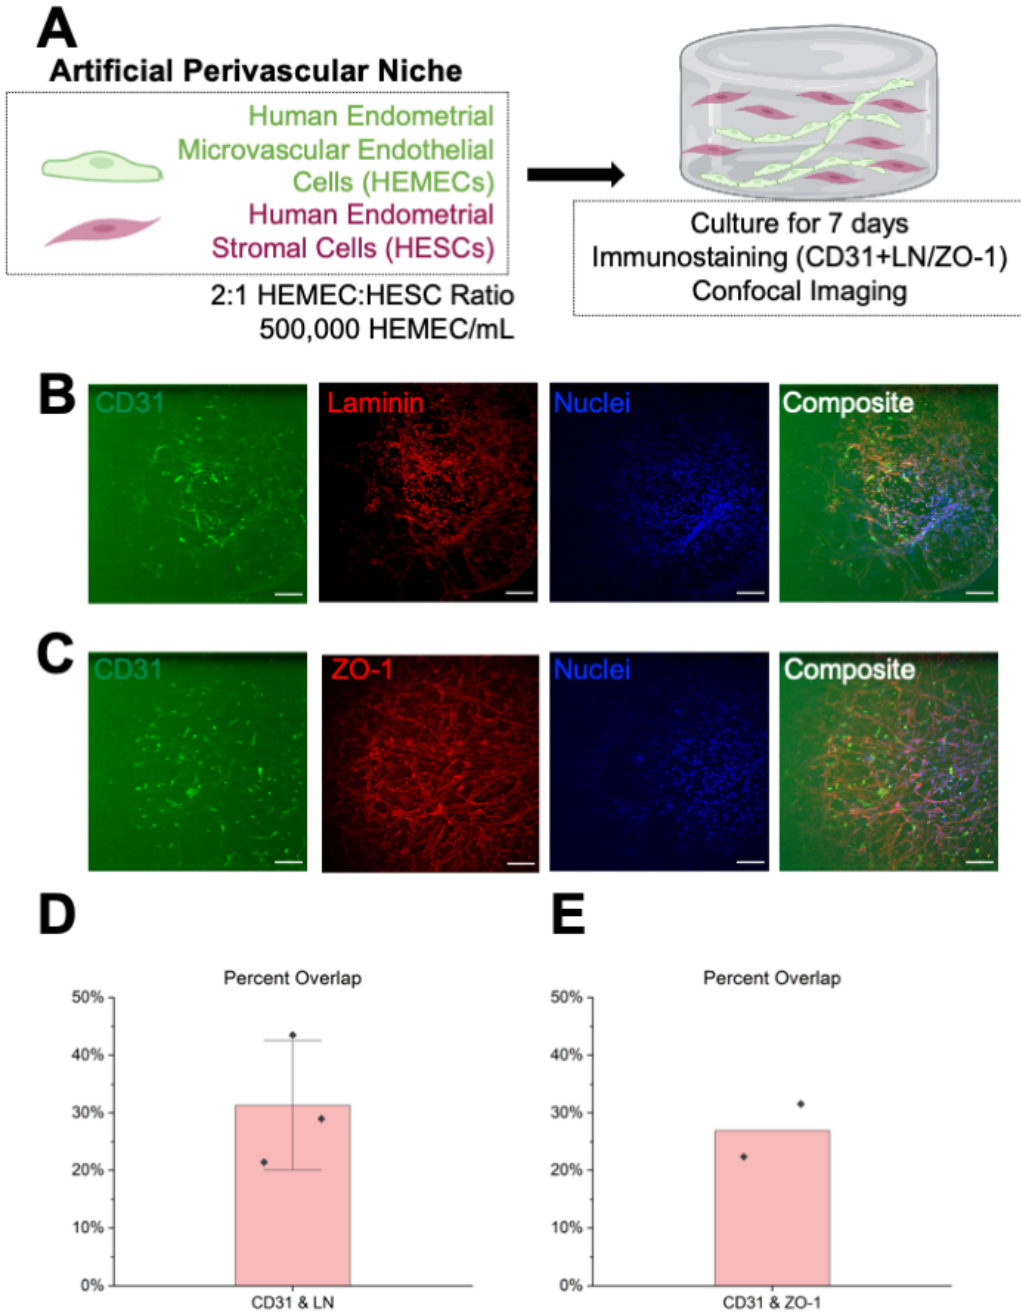 A
Artificial Perivascular Niche
Human Endometrial
Microvascular Endothelial
Cells (HEMECs)
Human Endometrial
Stromal Cells (HESCs)
2:1 HEMEC:HESC Ratio
500,000 HEMEC/mL
Culture for 7 days
Immunostaining (CD31+LN/ZO-1)
Confocal Imaging
B
CD31
Laminin
Nuclei
Composite
C
CD31
ZO-1
Nuclei
Composite
D
Percent Overlap
50%
40%
30%
20%
10%
0%
CD31 & LN
E
Percent Overlap
50%
40%
30%
20%
10%
0%
CD31 & ZO-1